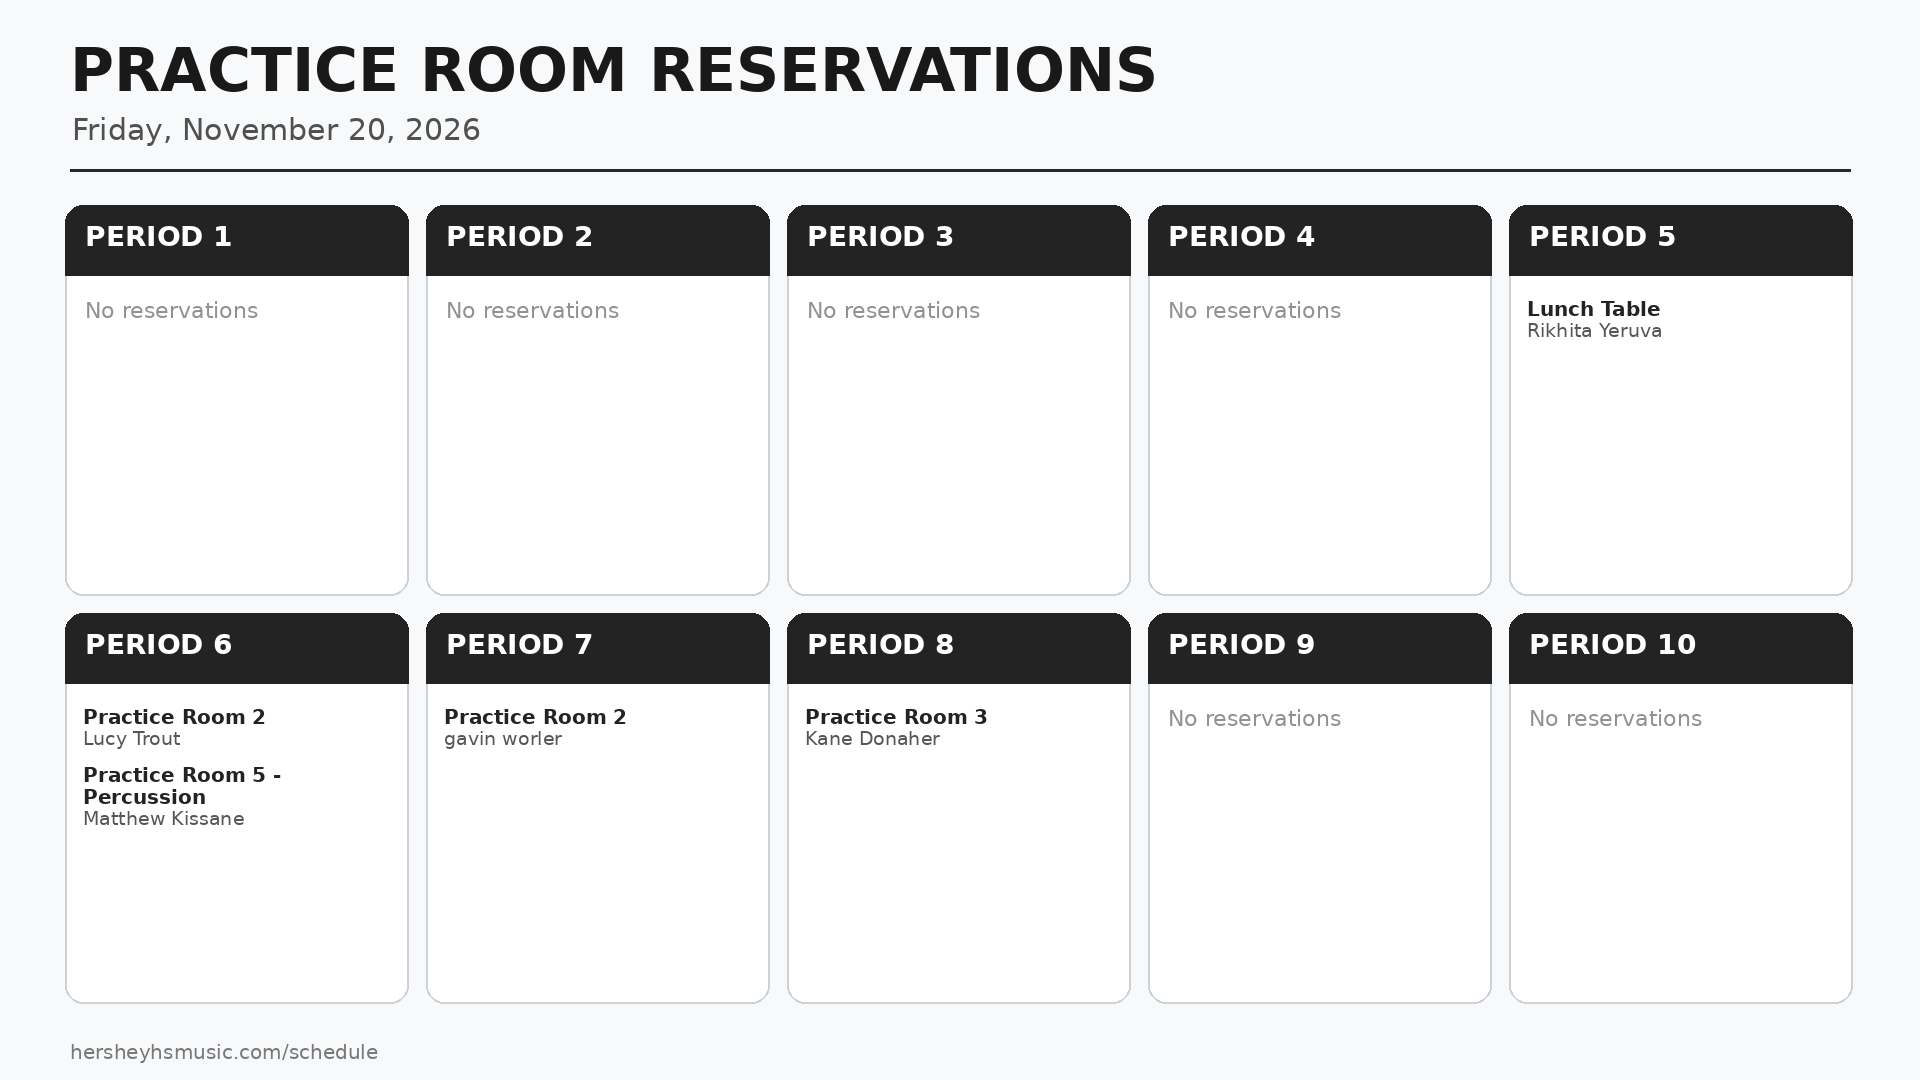 PRACTICE ROOM RESERVATIONS
Friday, November 20, 2026
PERIOD 1
No reservations
PERIOD 2
No reservations
PERIOD 3
No reservations
PERIOD 4
No reservations
PERIOD 5
Lunch Table
Rikhita Yeruva
PERIOD 6
Practice Room 2
Lucy Trout
Practice Room 5 -
Percussion
Matthew Kissane
PERIOD 7
Practice Room 2
gavin worler
PERIOD 8
Practice Room 3
Kane Donaher
PERIOD 9
No reservations
PERIOD 10
No reservations
hersheyhsmusic.com/schedule